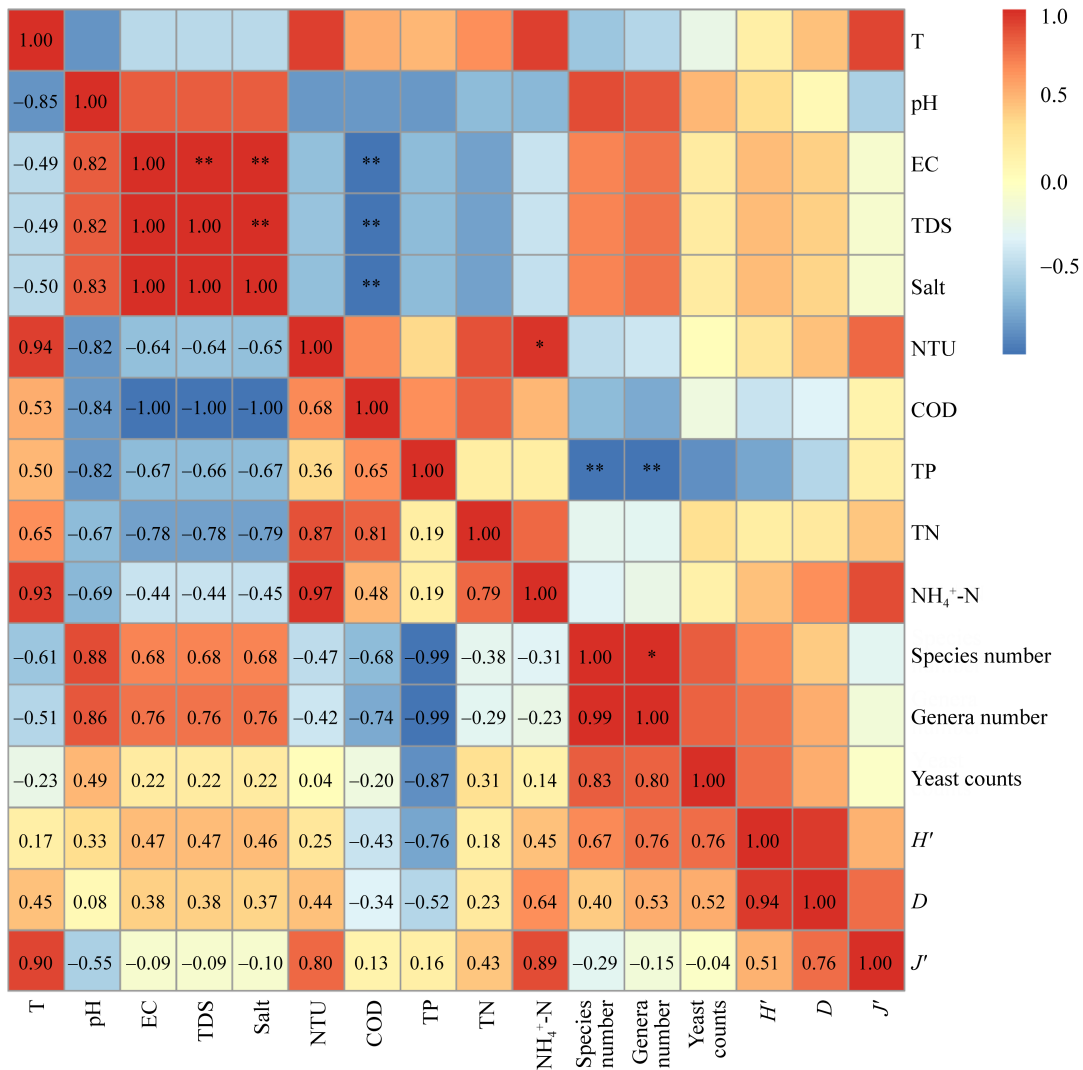 1.00 T
−0.85 1.00 pH
−0.49 0.82 1.00 ** ** ** EC
−0.49 0.82 1.00 1.00 ** ** TDS
−0.50 0.83 1.00 1.00 1.00 ** Salt
0.94 −0.82 −0.64 −0.64 −0.65 1.00 * NTU
0.53 −0.84 −1.00 −1.00 −1.00 0.68 1.00 COD
0.50 −0.82 −0.67 −0.66 −0.67 0.36 0.65 1.00 ** ** TP
0.65 −0.67 −0.78 −0.78 −0.79 0.87 0.81 0.19 1.00 TN
0.93 −0.69 −0.44 −0.44 −0.45 0.97 0.48 0.19 0.79 1.00 NH₄⁺-N
−0.61 0.88 0.68 0.68 0.68 −0.47 −0.68 −0.99 −0.38 −0.31 1.00 * Species number
−0.51 0.86 0.76 0.76 0.76 −0.42 −0.74 −0.99 −0.29 −0.23 0.99 1.00 Genera number
−0.23 0.49 0.22 0.22 0.22 0.04 −0.20 −0.87 0.31 0.14 0.83 0.80 1.00 Yeast counts
0.17 0.33 0.47 0.47 0.46 0.25 −0.43 −0.76 0.18 0.45 0.67 0.76 0.76 1.00 H′
0.45 0.08 0.38 0.38 0.37 0.44 −0.34 −0.52 0.23 0.64 0.40 0.53 0.52 0.94 1.00 D
0.90 −0.55 −0.09 −0.09 −0.10 0.80 0.13 0.16 0.43 0.89 −0.29 −0.15 −0.04 0.51 0.76 1.00 J′
T
pH
EC
TDS
Salt
NTU
COD
TP
TN
NH₄⁺-N
Species
number
Genera
number
Yeast
counts
H′
D
J′
1.0
0.5
0.0
−0.5